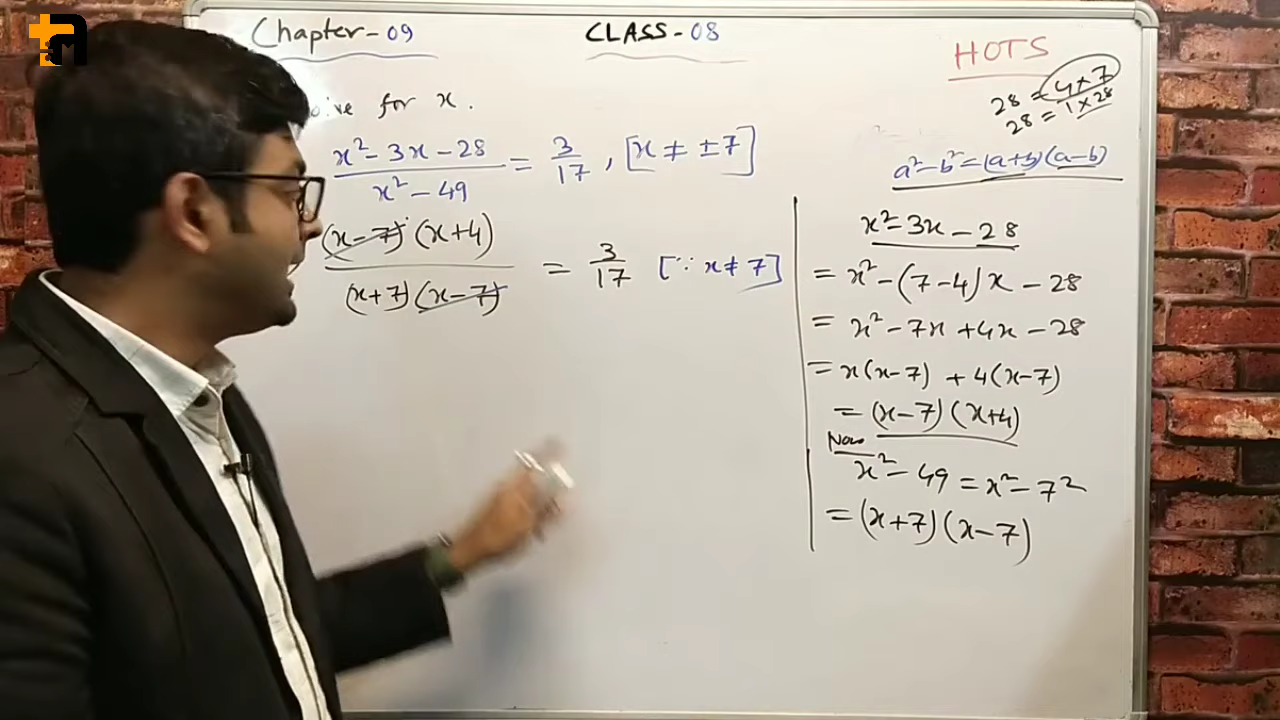 Chapter-09
CLASS-08
HOTS
28 = 4×7
28 = 1×28
for x.
x² - 3x - 28 / x² - 49 = 3/17, [x ≠ ±7]
a² - b² = (a+b)(a-b)
(x-7)(x+4) / (x+7)(x-7) = 3/17 [∵ x ≠ 7]
x² - 3x - 28
= x² - (7-4)x - 28
= x² - 7x + 4x - 28
= x(x-7) + 4(x-7)
= (x-7)(x+4)
Now
x² - 49 = x² - 7²
= (x+7)(x-7)